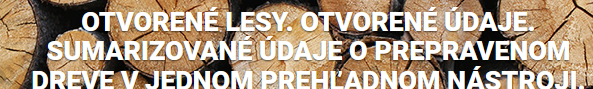 OTVORENÉ LESY. OTVORENÉ ÚDAJE.
SUMARIZOVANÉ ÚDAJE O PREPRAVENOM
DREVE V JEDNOM PREHĽADNOM NÁSTROJI.